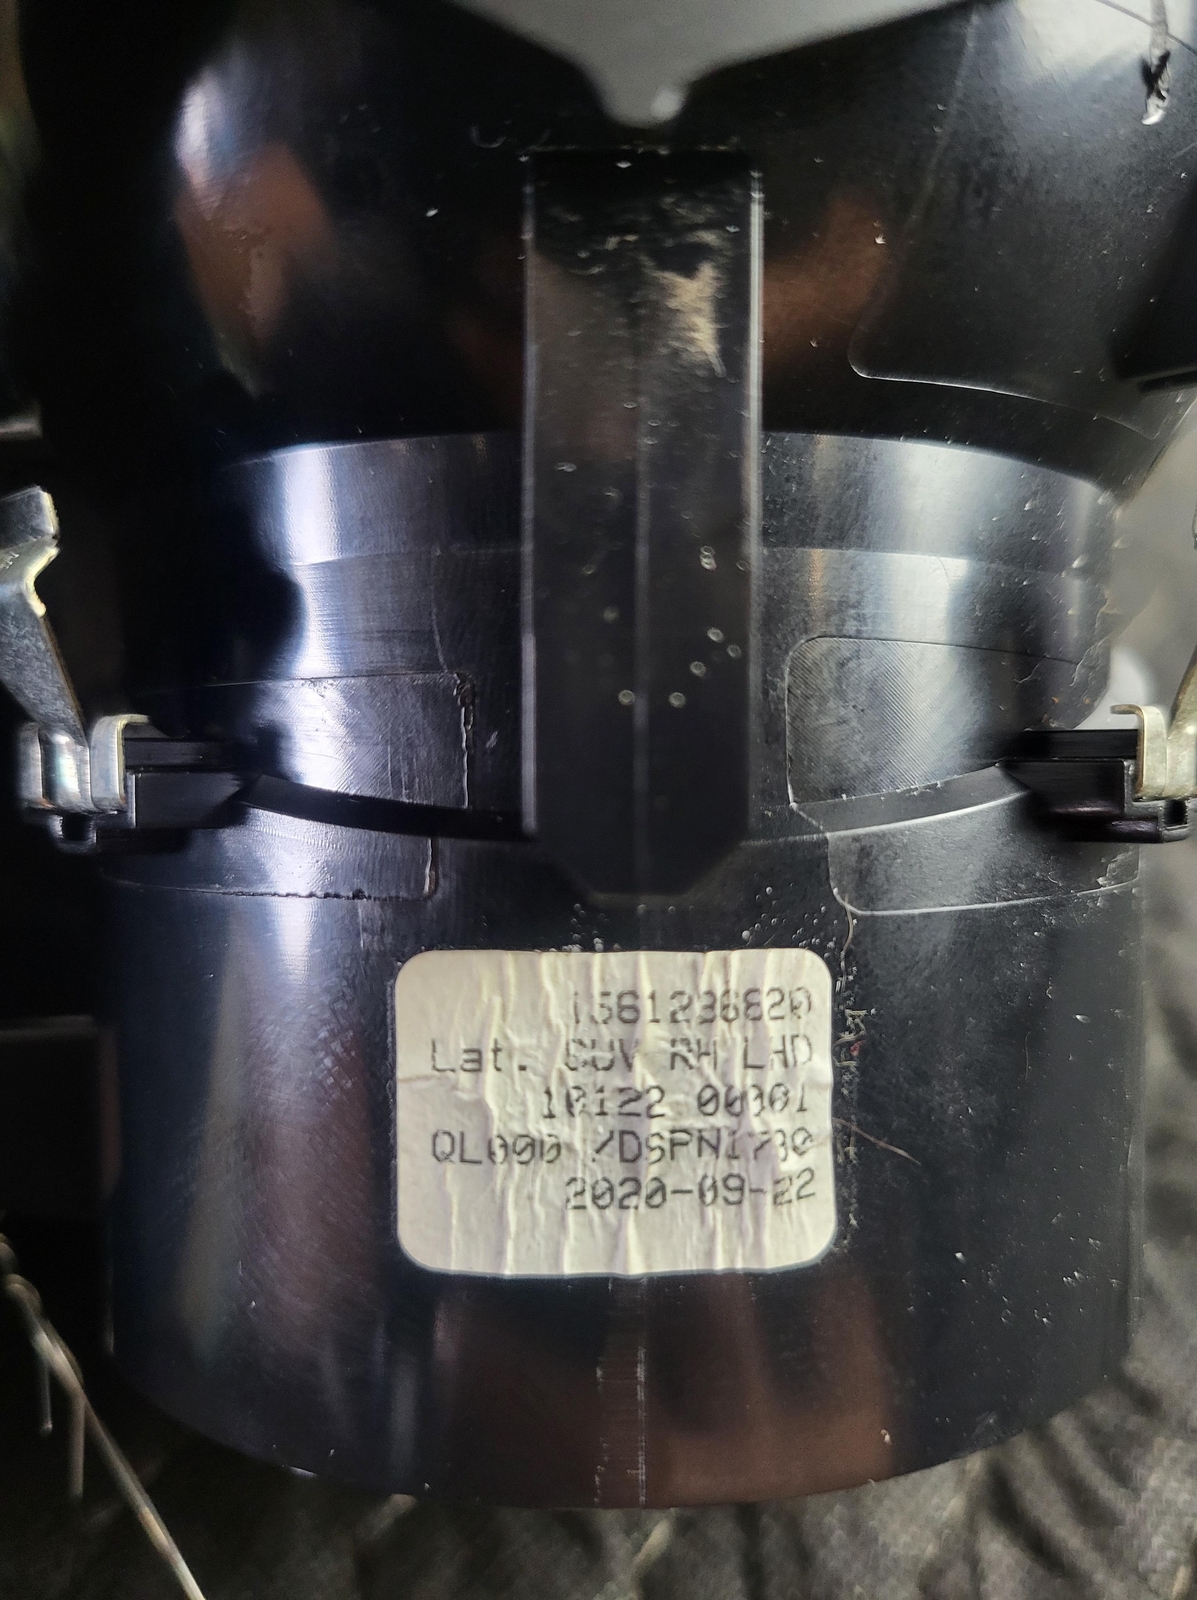 1561236820
Lat. CUV RH LHD
10122 00001
QL000 /DSPN1730
2020-09-22